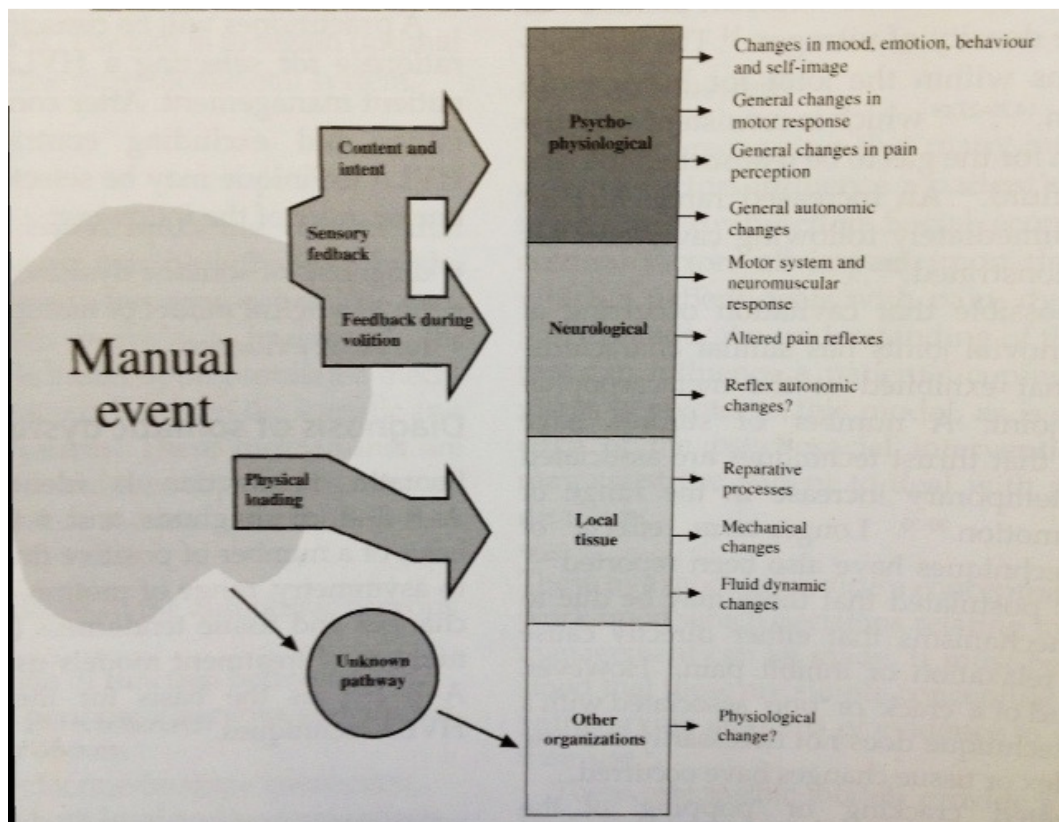 Manual
event
Content and
intent
Sensory
fedback
Feedback during
volition
Physical
loading
Unknown
pathway
Psycho-
physiological
Neurological
Local
tissue
Other
organizations
Changes in mood, emotion, behaviour
and self-image
General changes in
motor response
General changes in pain
perception
General autonomic
changes
Motor system and
neuromuscular
response
Altered pain reflexes
Reflex autonomic
changes?
Reparative
processes
Mechanical
changes
Fluid dynamic
changes
Physiological
change?